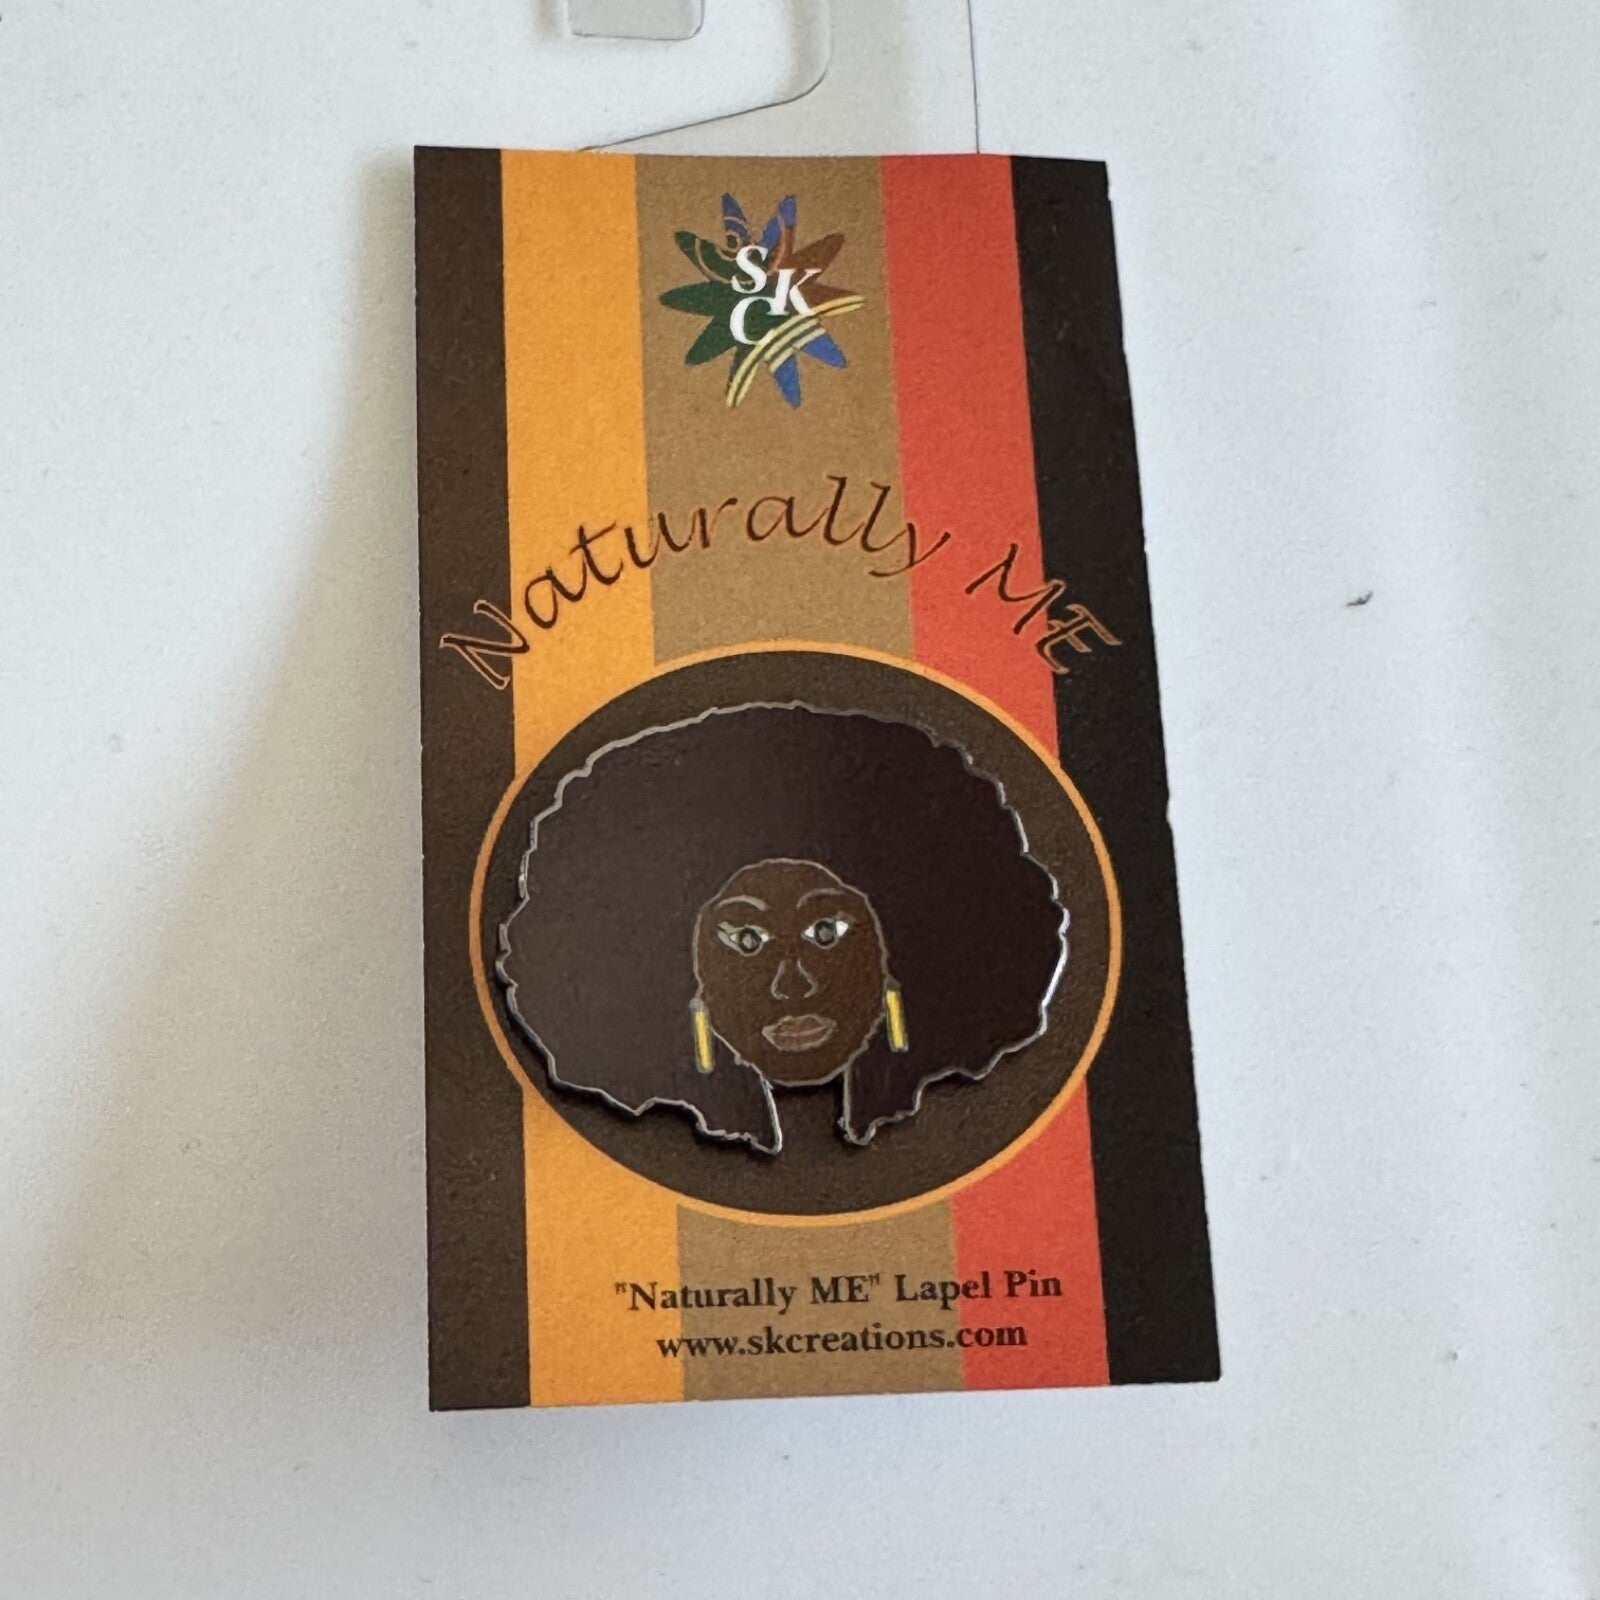 SKC
Naturally ME
"Naturally ME" Lapel Pin
www.skcreations.com